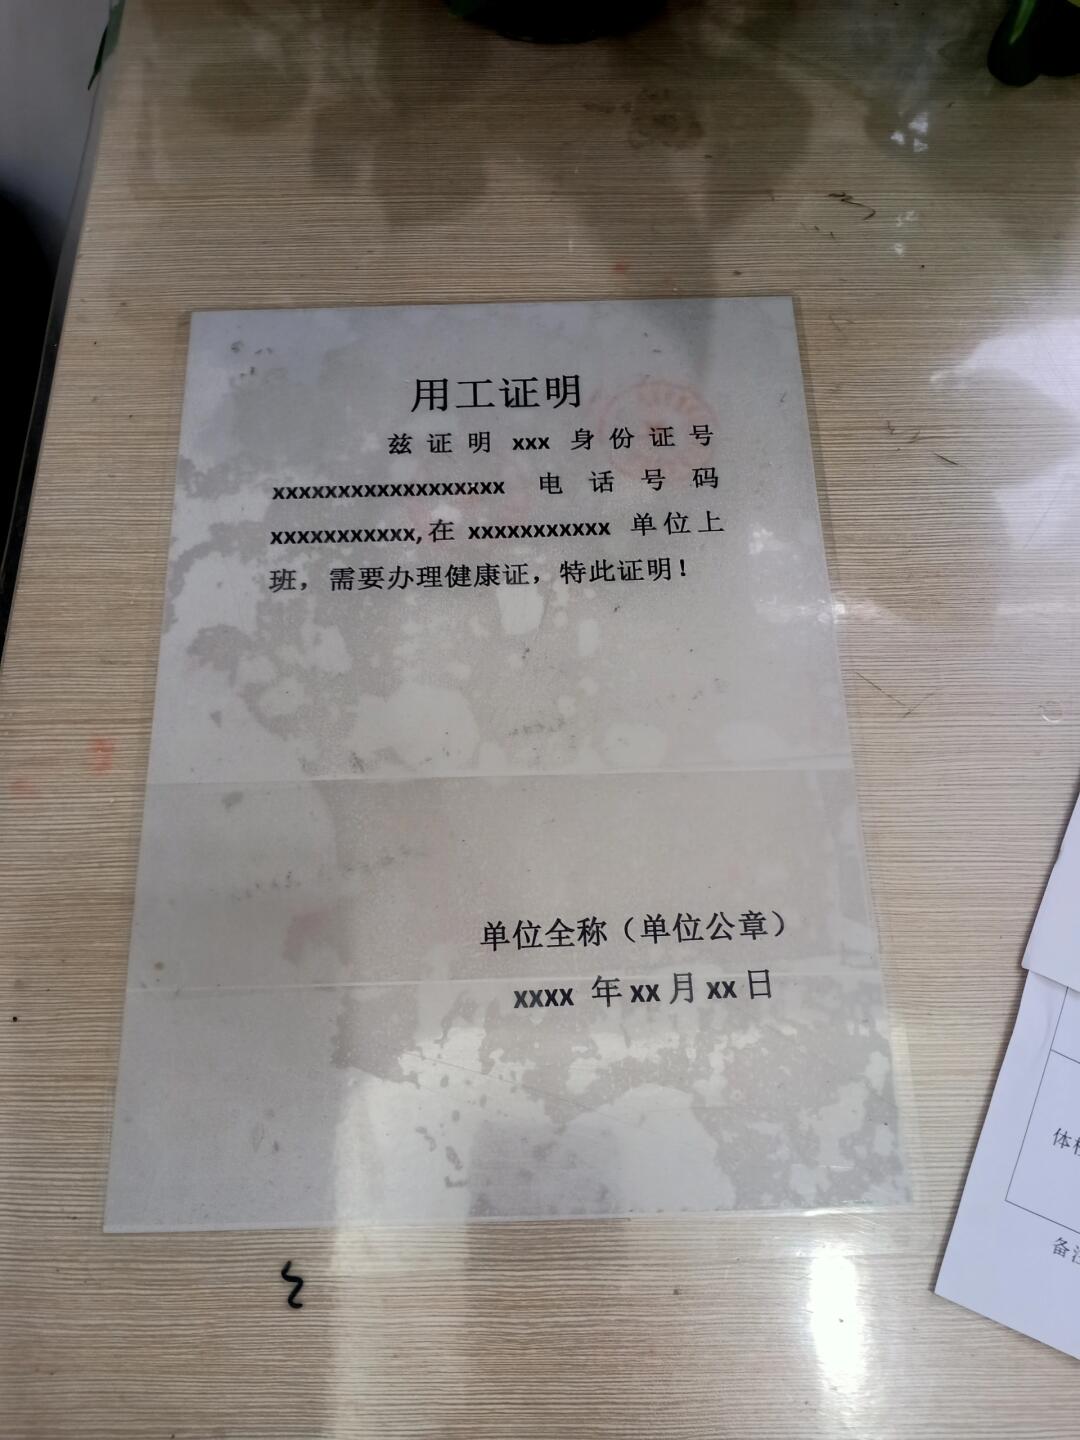 用工证明
兹证明 xxx 身份证号
xxxxxxxxxxxxxxxxxx 电话号码
xxxxxxxxxxx,在 xxxxxxxxxxx 单位上
班，需要办理健康证，特此证明！
单位全称（单位公章）
xxxx 年 xx 月 xx 日
备注